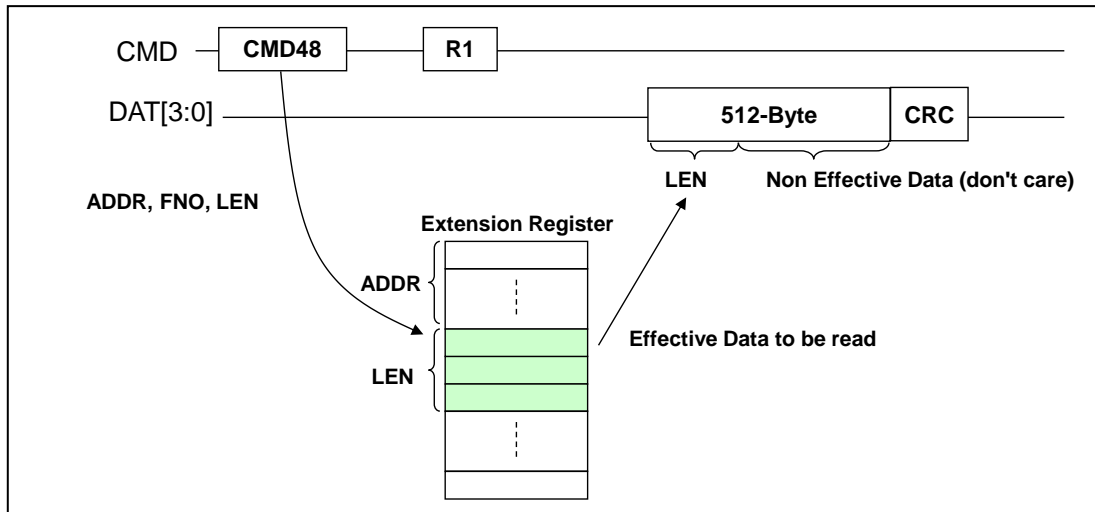 CMD CMD48 R1
DAT[3:0] 512-Byte CRC
LEN Non Effective Data (don't care)
ADDR, FNO, LEN
Extension Register
ADDR
Effective Data to be read
LEN